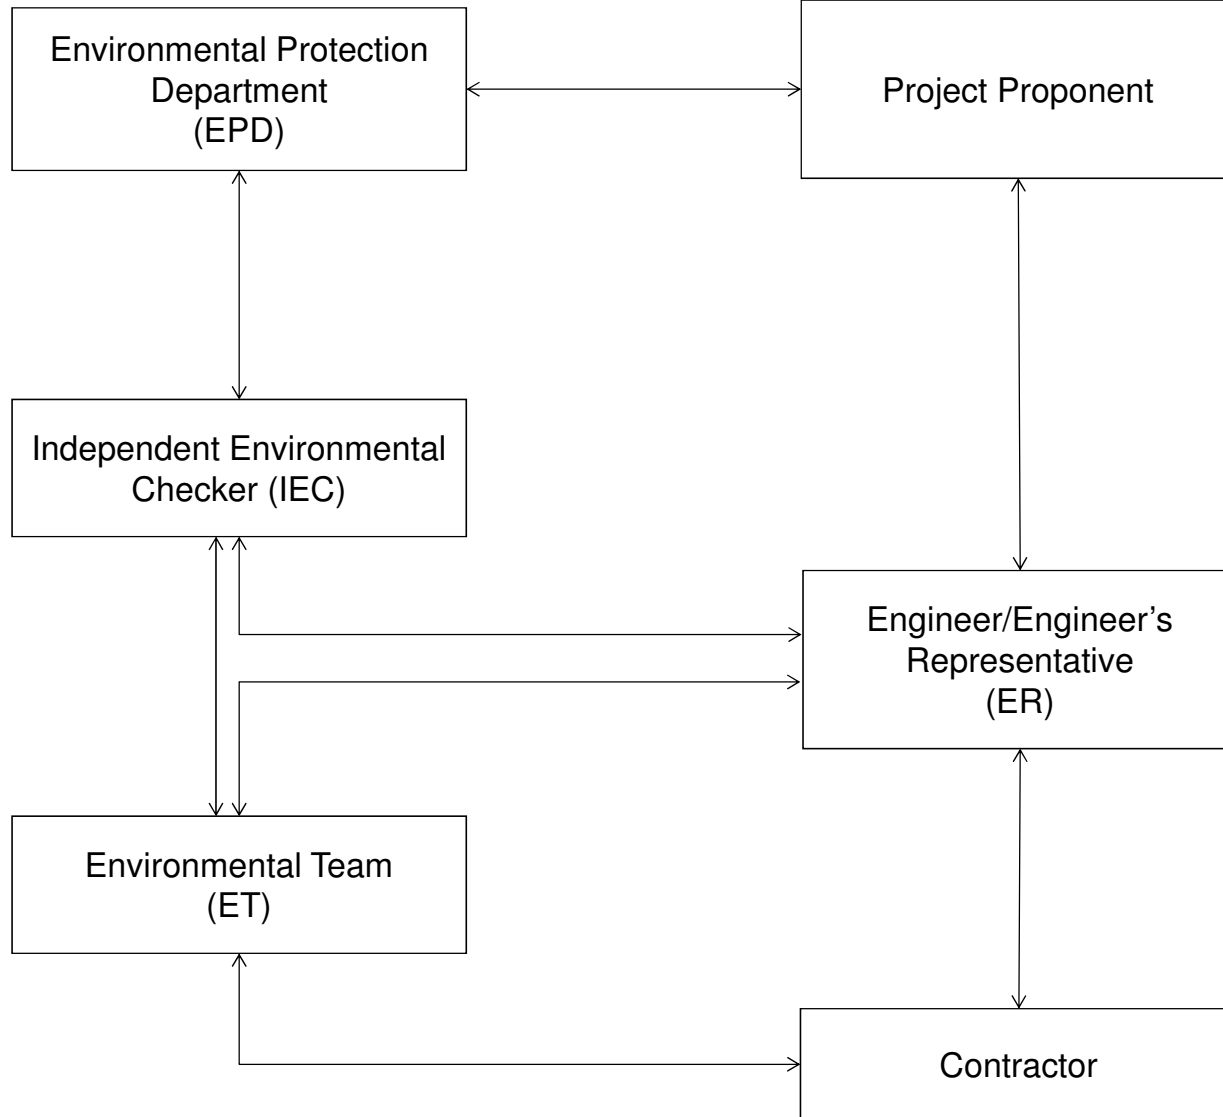 Environmental Protection
Department
(EPD)
Project Proponent
Independent Environmental
Checker (IEC)
Engineer/Engineer’s
Representative
(ER)
Environmental Team
(ET)
Contractor